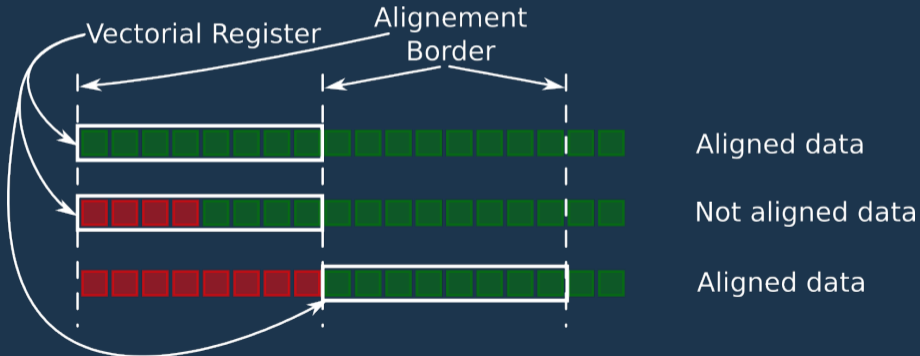 Vectorial Register
Alignement
Border
Aligned data
Not aligned data
Aligned data